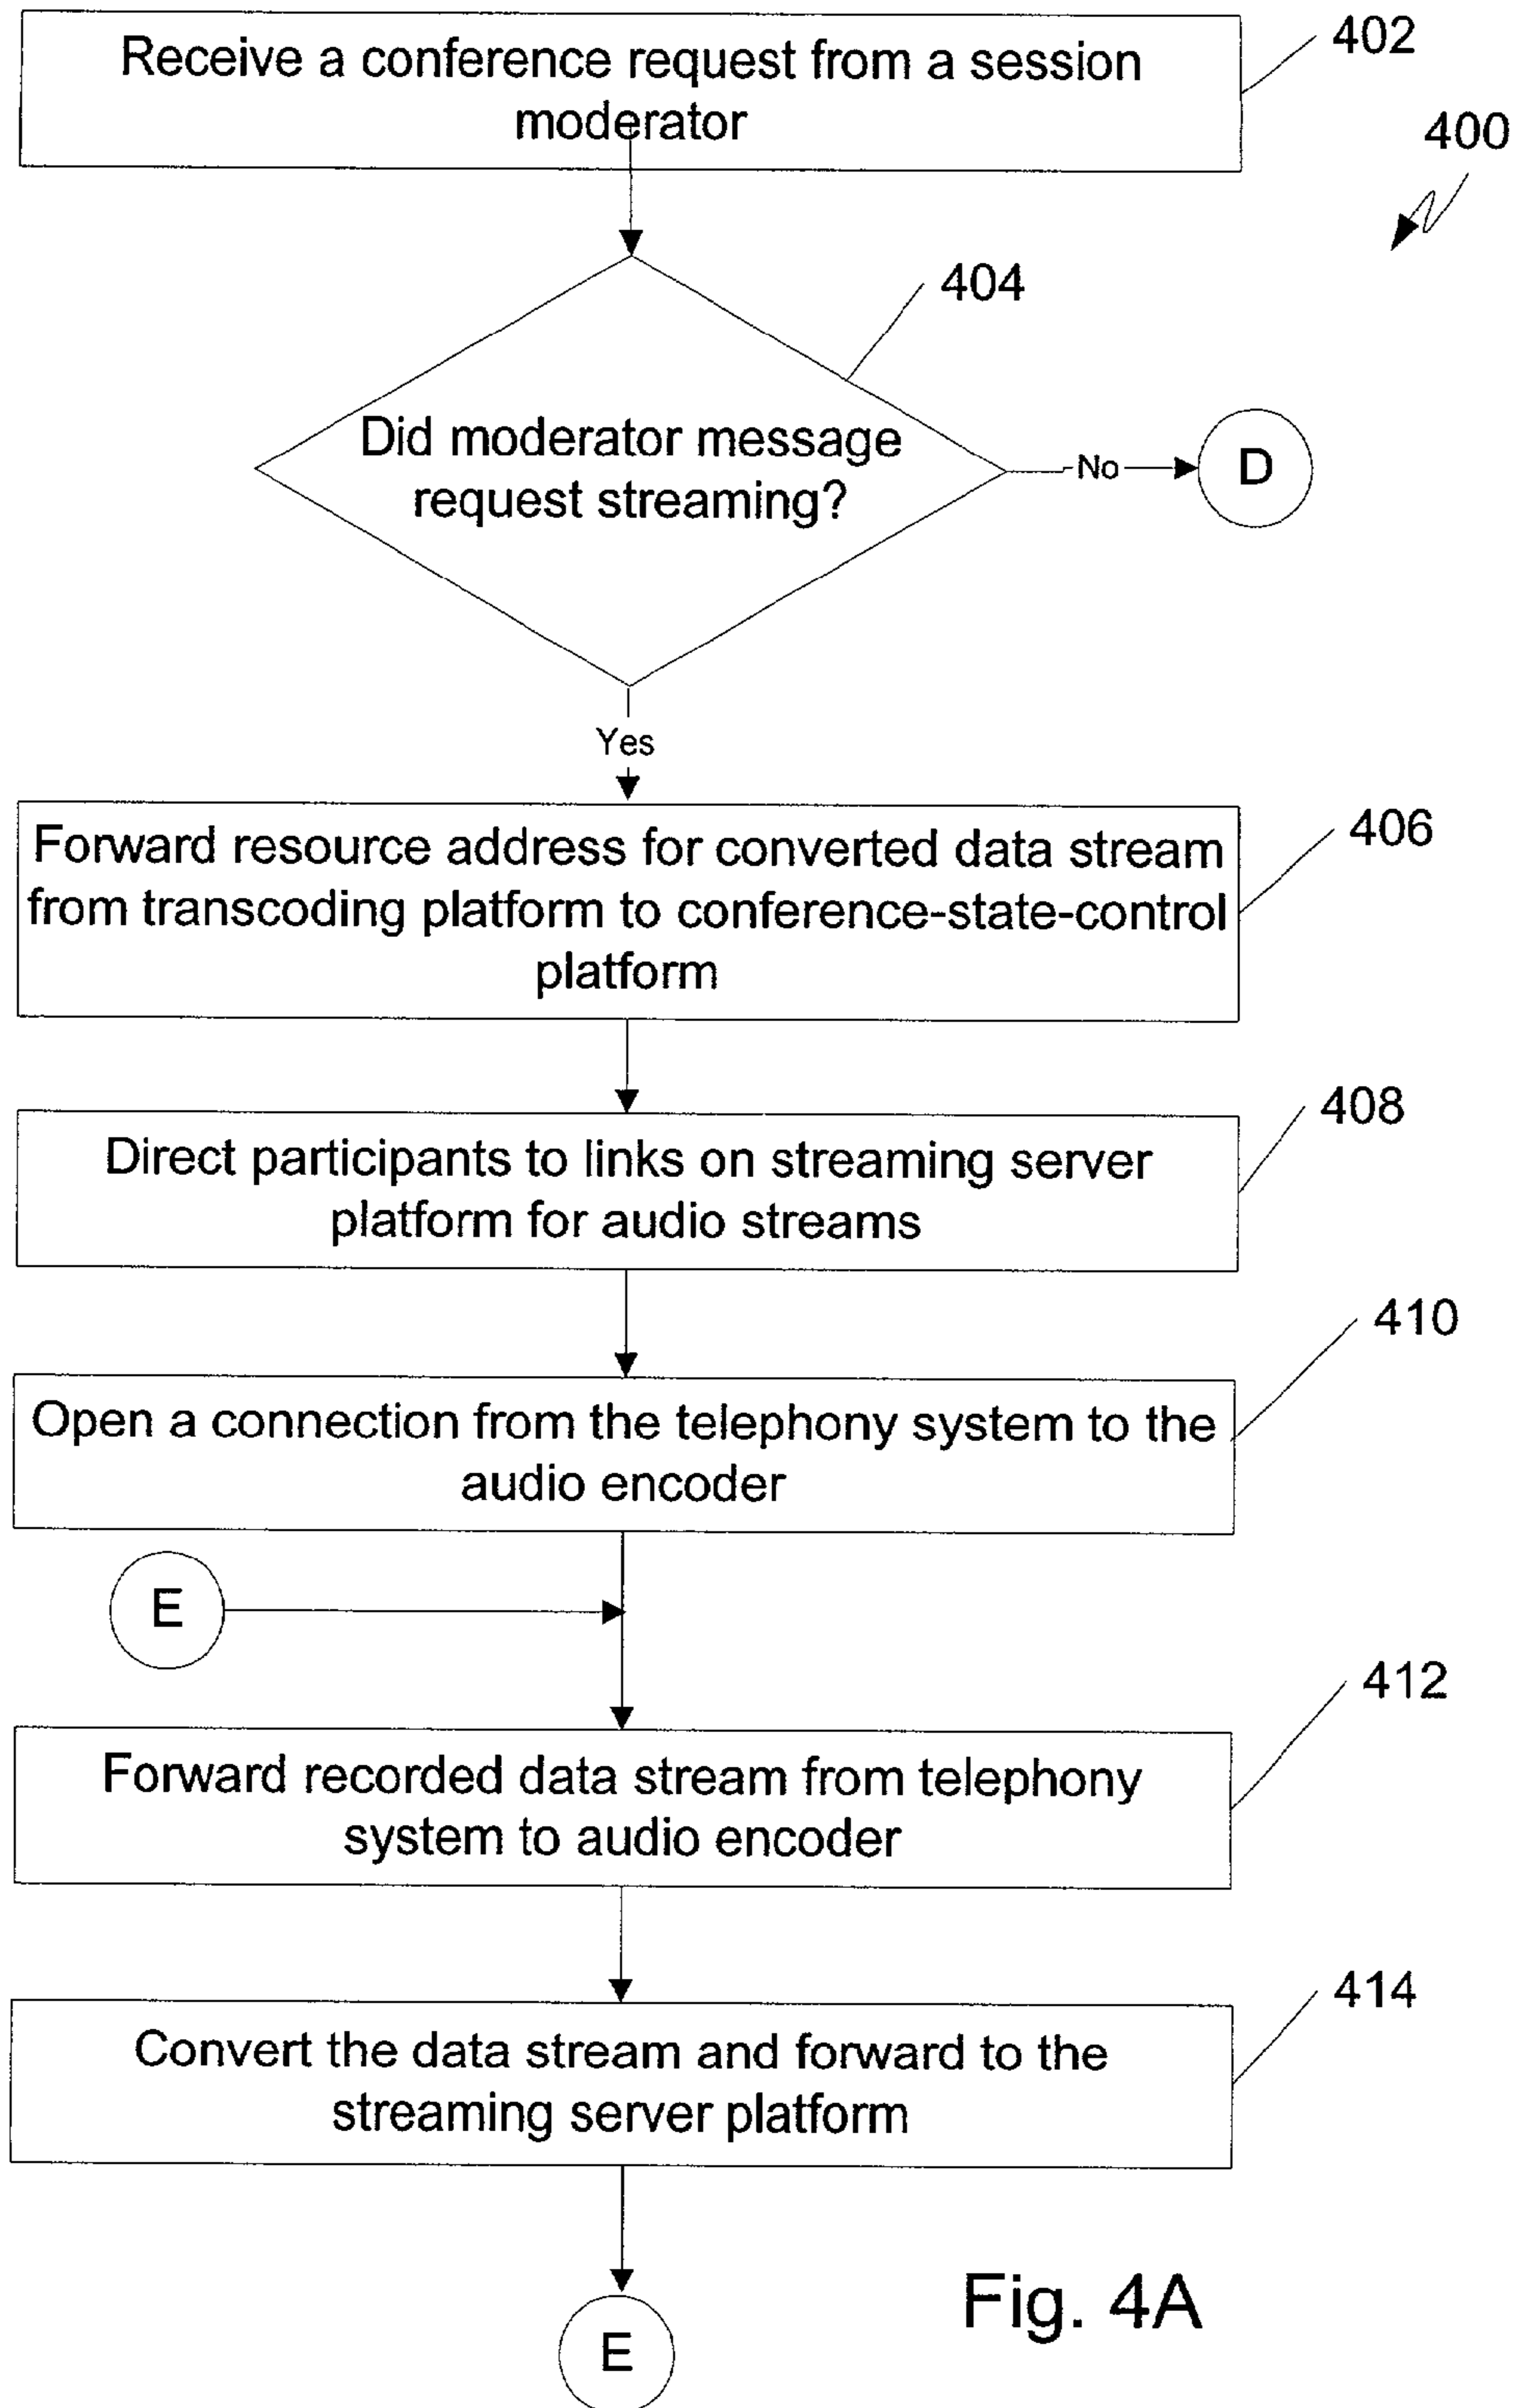 Receive a conference request from a session
moderator
402
400
404
Did moderator message
request streaming?
No
D
Yes
Forward resource address for converted data stream
from transcoding platform to conference-state-control
platform
406
Direct participants to links on streaming server
platform for audio streams
408
Open a connection from the telephony system to the
audio encoder
410
E
Forward recorded data stream from telephony
system to audio encoder
412
Convert the data stream and forward to the
streaming server platform
414
E
Fig. 4A